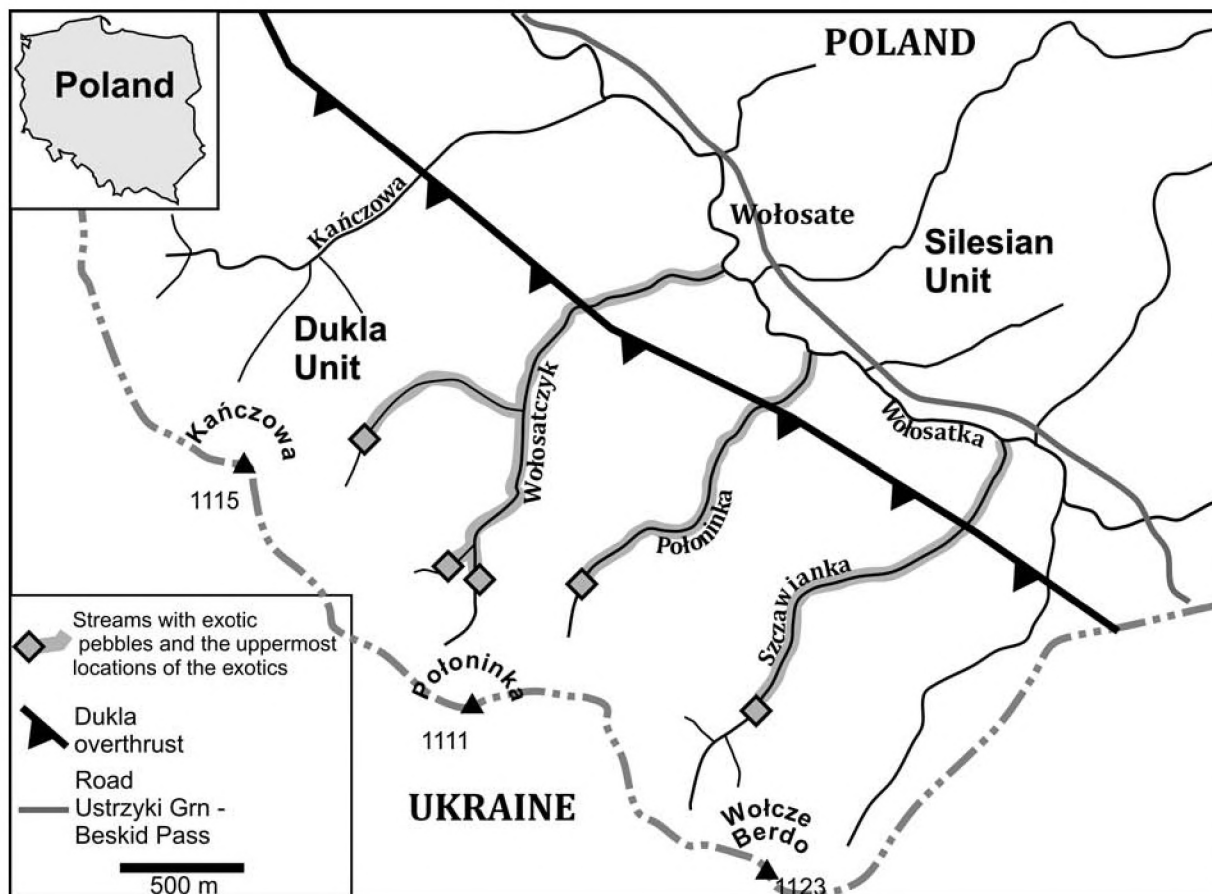 Poland
POLAND
Kańczowa
Wołosate
Silesian
Unit
Dukla
Unit
Wołosatczyk
Wołosatka
Kańczowa
1115
Połoninka
Szczawianka
Połoninka
1111
UKRAINE
Wołcze
Berdo
1123
Streams with exotic
pebbles and the uppermost
locations of the exotics
Dukla
overthrust
Road
Ustrzyki Grn -
Beskid Pass
500 m